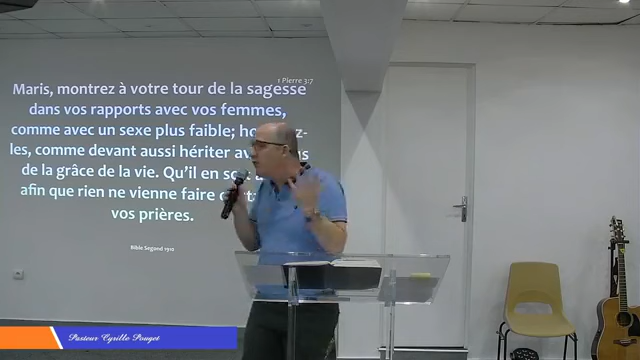 1 Pierre 3:7
Maris, montrez à votre tour de la sagesse
dans vos rapports avec vos femmes,
comme avec un sexe plus faible;
les, comme devant aussi hériter
de la grâce de la vie. Qu'il en soit
afin que rien ne vienne faire
vos prières.
Bible Segond 1910
Pasteur Cyrille Pouget